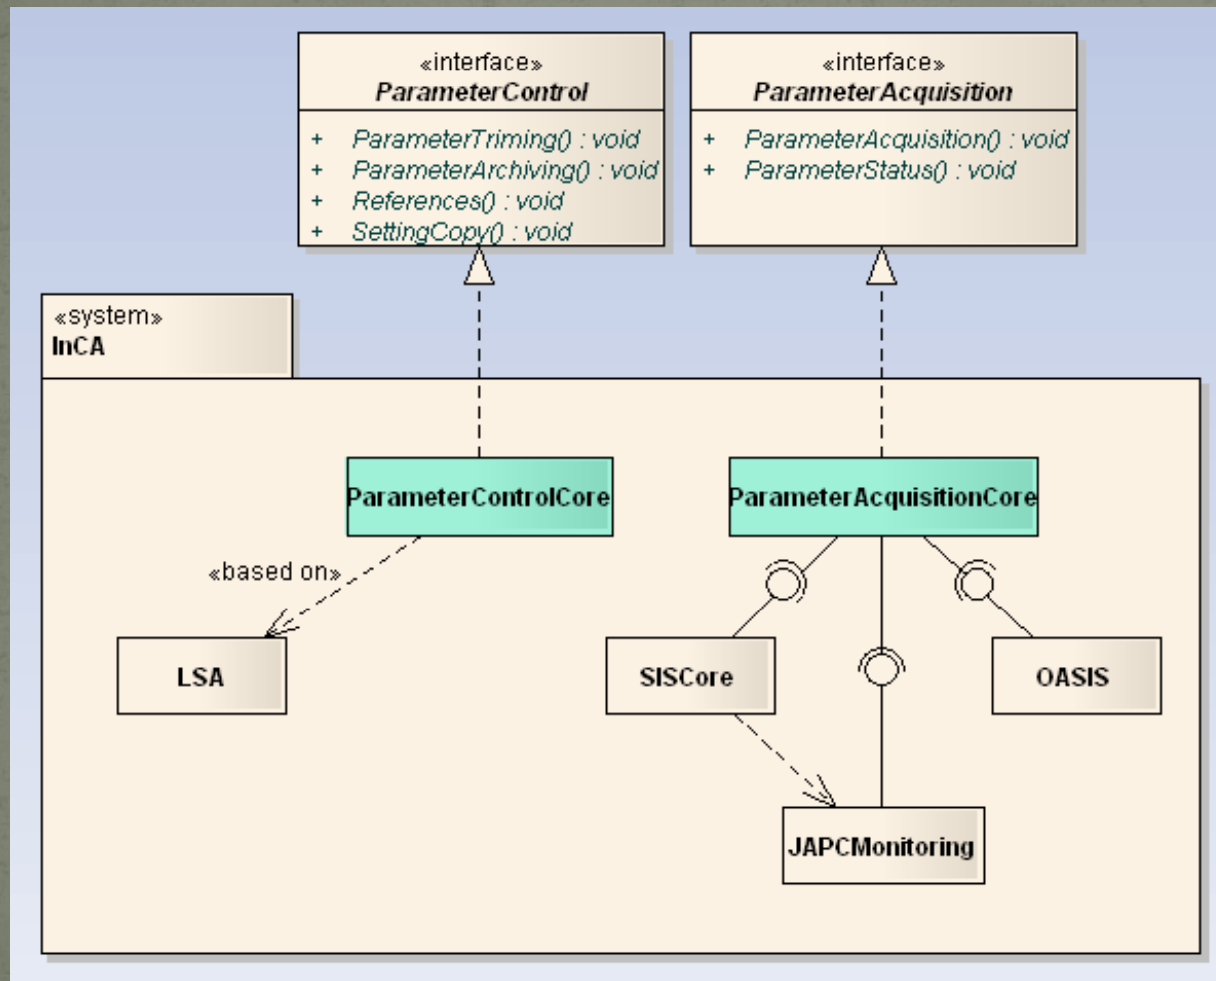 «interface»
ParameterControl
+ ParameterTriming() : void
+ ParameterArchiving() : void
+ References() : void
+ SettingCopy() : void
«interface»
ParameterAcquisition
+ ParameterAcquisition() : void
+ ParameterStatus() : void
«system»
InCA
ParameterControlCore
ParameterAcquisitionCore
«based on»
LSA
SISCore
OASIS
JAPCMonitoring